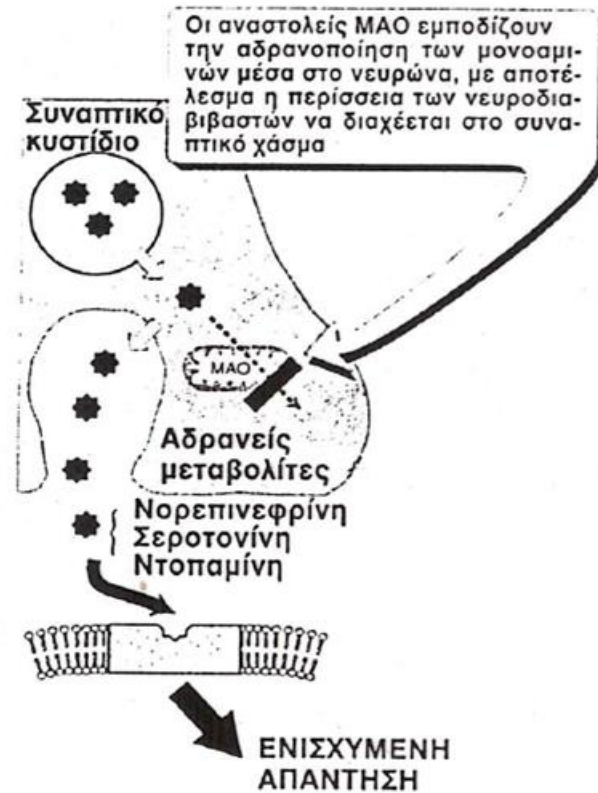 Οι αναστολείς ΜΑΟ εμποδίζουν
την αδρανοποίηση των μονοαμι-
νών μέσα στο νευρώνα, με αποτέ-
λεσμα η περίσσεια των νευροδια-
βιβαστών να διαχέεται στο συνα-
πτικό χάσμα
Συναπτικό
κυστίδιο
ΜΑΟ
Αδρανείς
μεταβολίτες
Νορεπινεφρίνη
Σεροτονίνη
Ντοπαμίνη
ΕΝΙΣΧΥΜΕΝΗ
ΑΠΑΝΤΗΣΗ